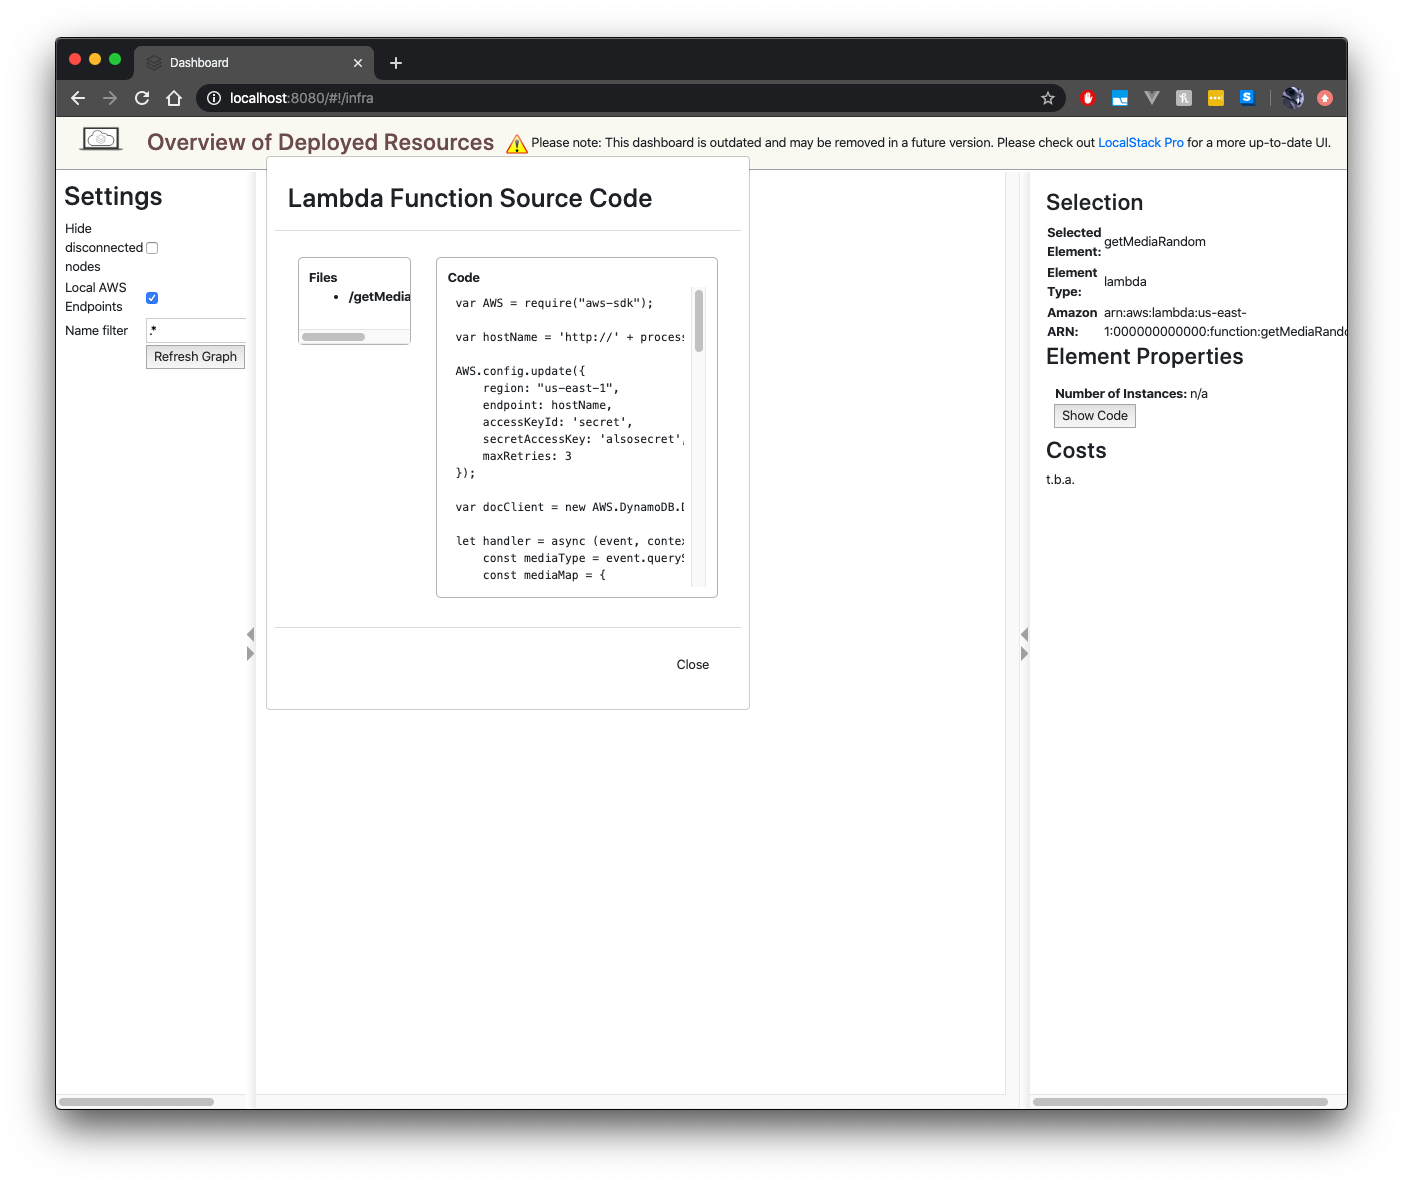 Dashboard
localhost:8080/#!/infra
Overview of Deployed Resources
Please note: This dashboard is outdated and may be removed in a future version. Please check out LocalStack Pro for a more up-to-date UI.
Settings
Hide
disconnected
nodes
Local AWS
Endpoints
Name filter
.*
Refresh Graph
Lambda Function Source Code
Files
• /getMedia
Code
var AWS = require("aws-sdk");
var hostName = 'http://' + process
AWS.config.update({
    region: "us-east-1",
    endpoint: hostName,
    accessKeyId: 'secret',
    secretAccessKey: 'alsosecret',
    maxRetries: 3
});
var docClient = new AWS.DynamoDB.D
let handler = async (event, contex
    const mediaType = event.queryS
    const mediaMap = {
Close
Selection
Selected
Element: getMediaRandom
Element
Type: lambda
Amazon arn:aws:lambda:us-east-
ARN: 1:000000000000:function:getMediaRando
Element Properties
Number of Instances: n/a
Show Code
Costs
t.b.a.